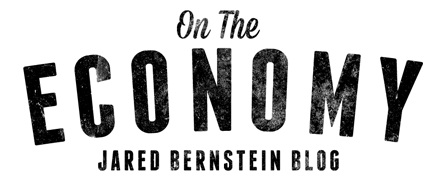 On The
ECONOMY
JARED BERNSTEIN BLOG